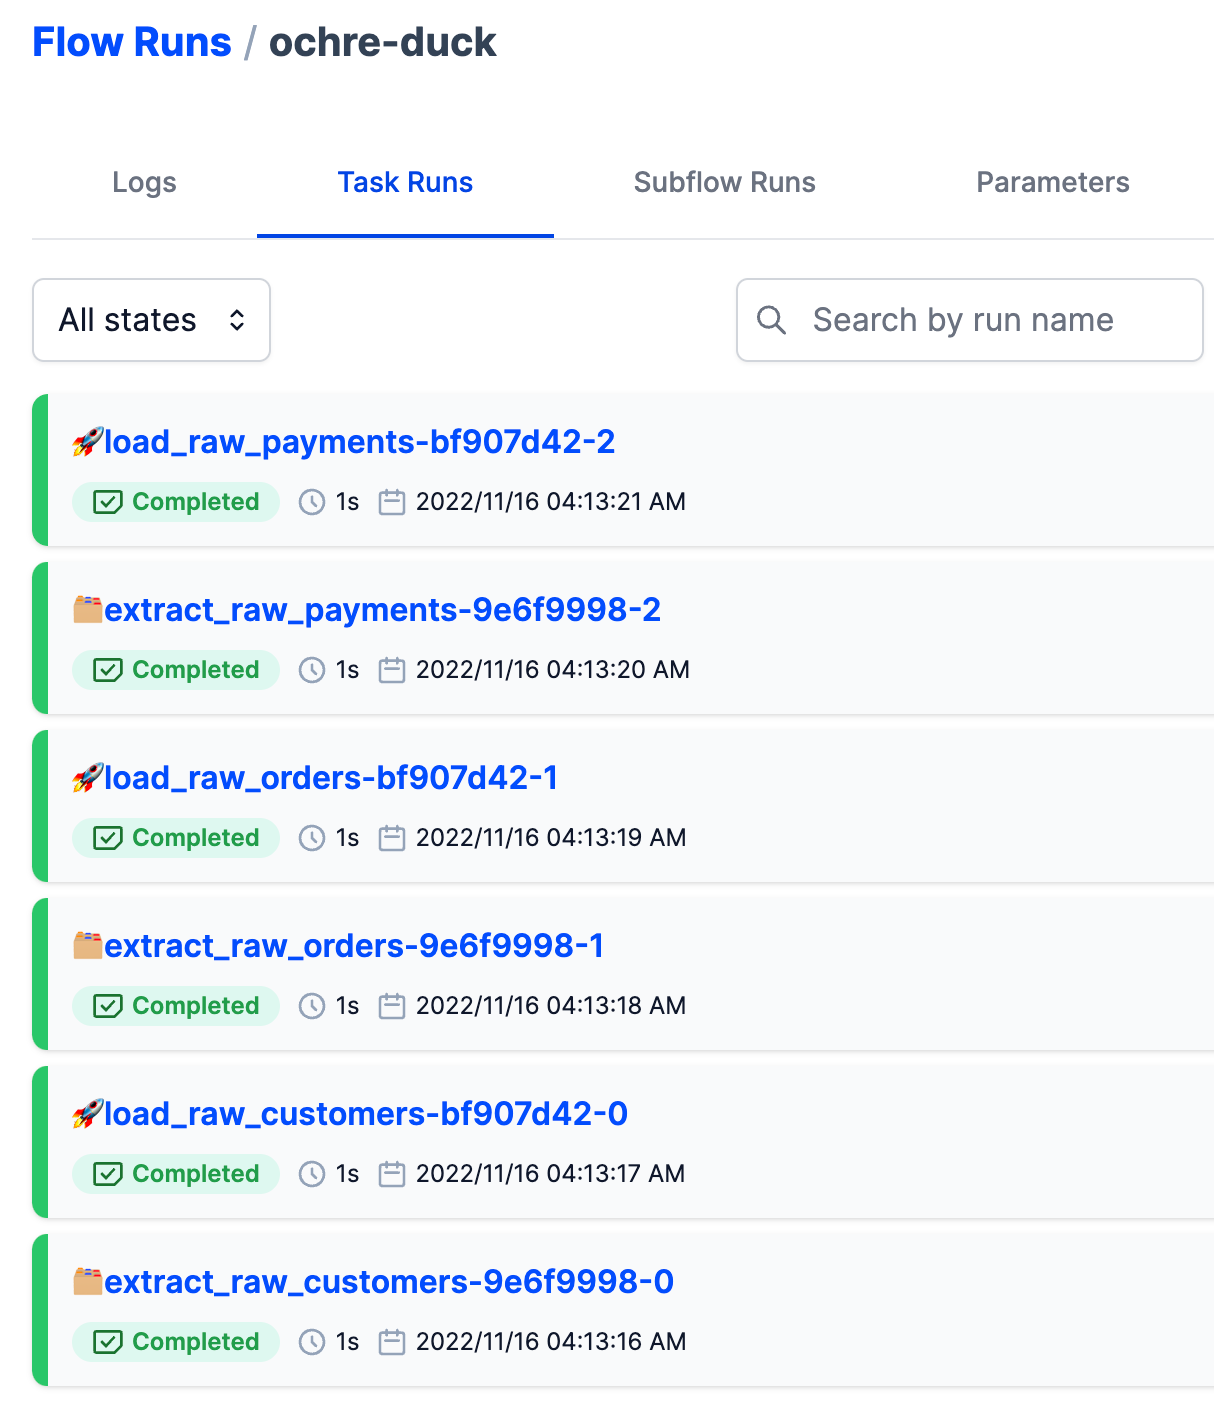 Flow Runs / ochre-duck
Logs Task Runs Subflow Runs Parameters
All states Search by run name
🚀load_raw_payments-bf907d42-2
Completed 1s 2022/11/16 04:13:21 AM
🗂extract_raw_payments-9e6f9998-2
Completed 1s 2022/11/16 04:13:20 AM
🚀load_raw_orders-bf907d42-1
Completed 1s 2022/11/16 04:13:19 AM
🗂extract_raw_orders-9e6f9998-1
Completed 1s 2022/11/16 04:13:18 AM
🚀load_raw_customers-bf907d42-0
Completed 1s 2022/11/16 04:13:17 AM
🗂extract_raw_customers-9e6f9998-0
Completed 1s 2022/11/16 04:13:16 AM